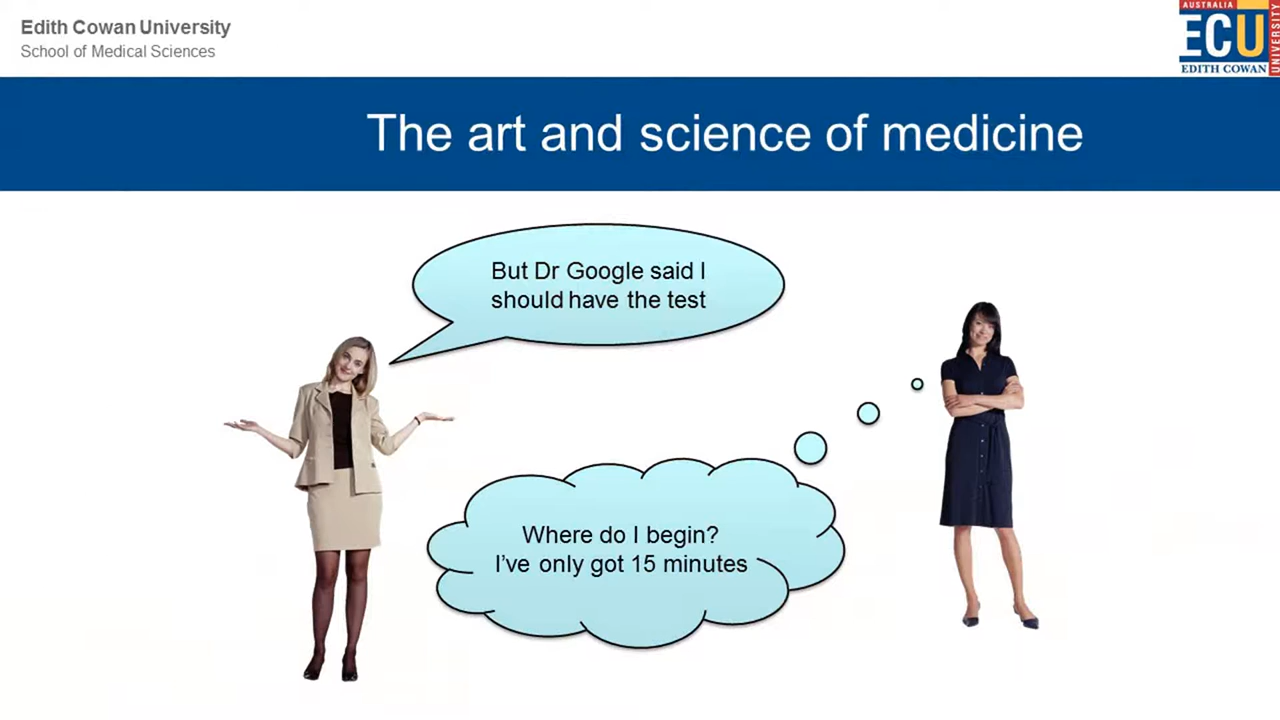 Edith Cowan University
School of Medical Sciences
AUSTRALIA
ECU
UNIVERSITY
EDITH COWAN
The art and science of medicine
But Dr Google said I
should have the test
Where do I begin?
I've only got 15 minutes